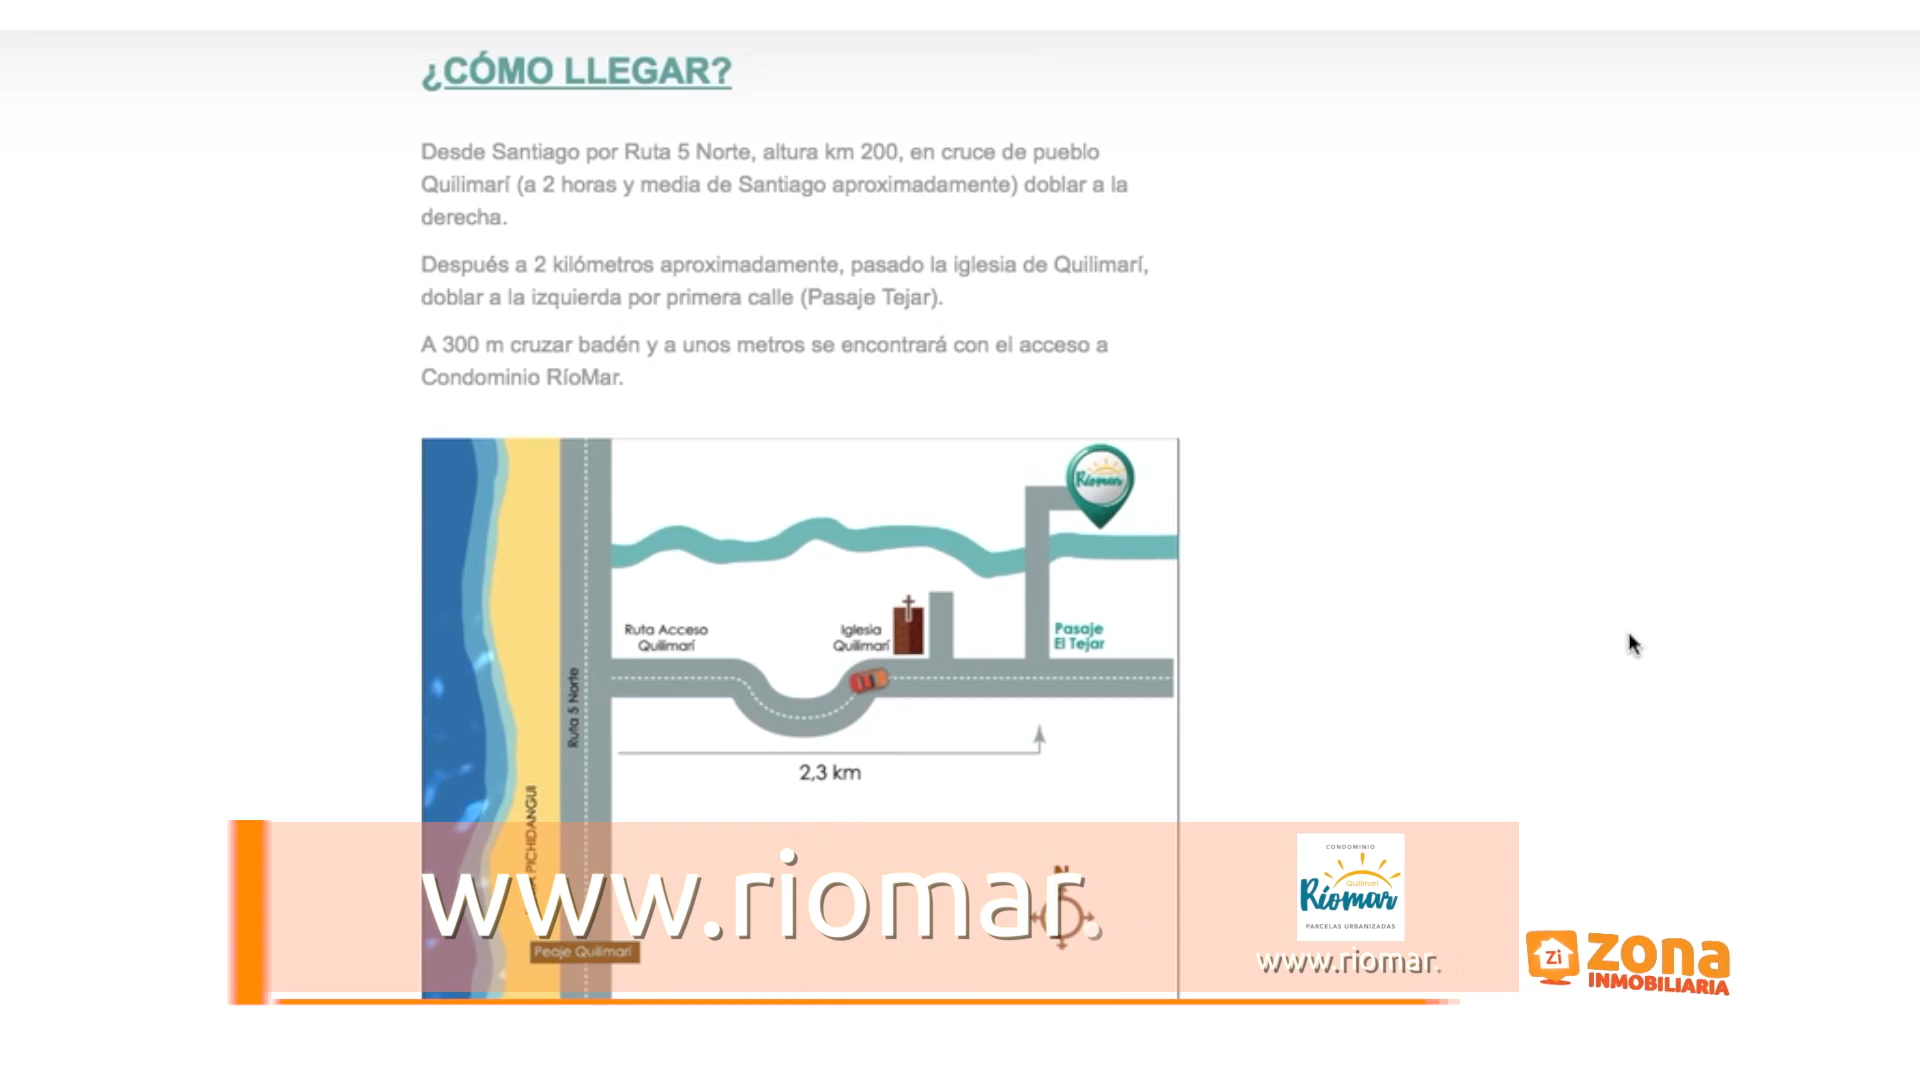 ¿CÓMO LLEGAR?
Desde Santiago por Ruta 5 Norte, altura km 200, en cruce de pueblo
Quilimarí (a 2 horas y media de Santiago aproximadamente) doblar a la
derecha.
Después a 2 kilómetros aproximadamente, pasado la iglesia de Quilimarí,
doblar a la izquierda por primera calle (Pasaje Tejar).
A 300 m cruzar badén y a unos metros se encontrará con el acceso a
Condominio RíoMar.
Ríomar
Ruta Acceso
Quilimarí
Iglesia
Quilimarí
Pasaje
El Tejar
Ruta 5 Norte
2,3 km
PICHIDANGUI
N
www.riomar.
Peaje Quilimarí
CONDOMINIO
Quilimarí
Ríomar
PARCELAS URBANIZADAS
www.riomar.
Zi
zona
INMOBILIARIA